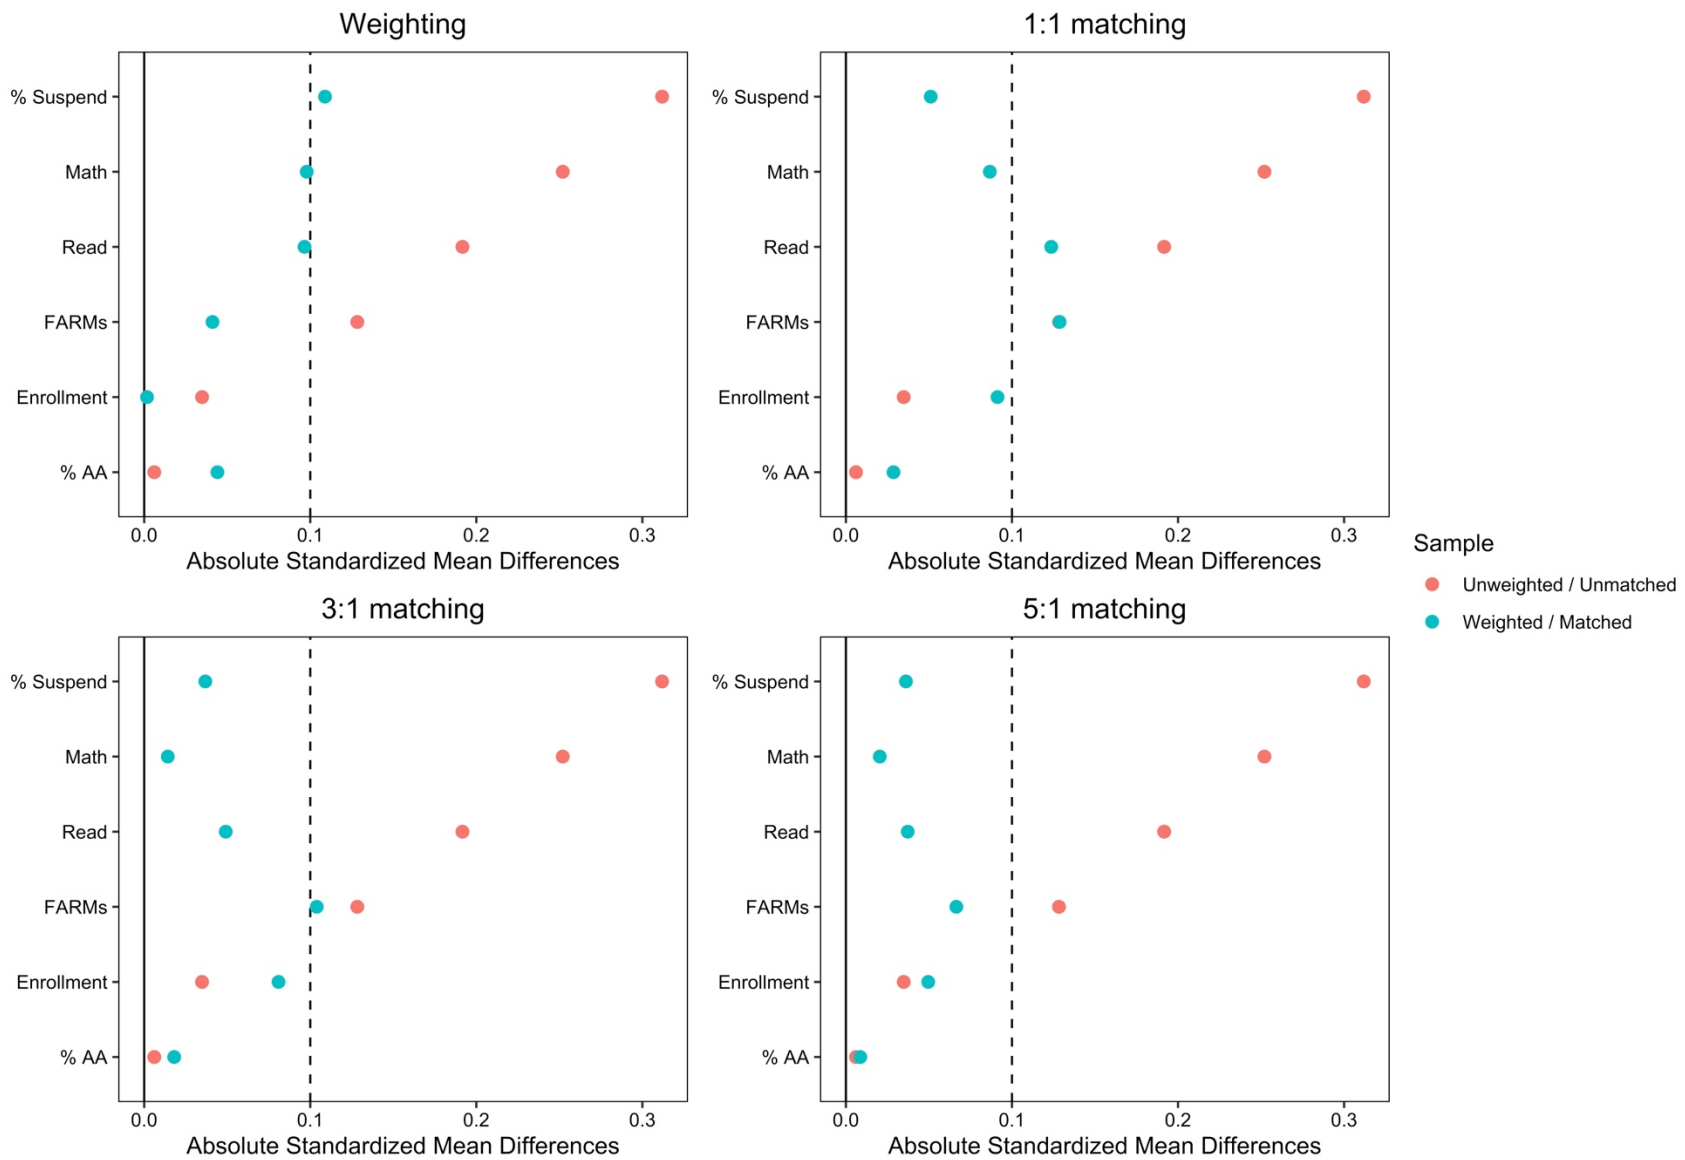 Weighting
% Suspend
Math
Read
FARMs
Enrollment
% AA
0.0 0.1 0.2 0.3
Absolute Standardized Mean Differences
1:1 matching
% Suspend
Math
Read
FARMs
Enrollment
% AA
0.0 0.1 0.2 0.3
Absolute Standardized Mean Differences
3:1 matching
% Suspend
Math
Read
FARMs
Enrollment
% AA
0.0 0.1 0.2 0.3
Absolute Standardized Mean Differences
5:1 matching
% Suspend
Math
Read
FARMs
Enrollment
% AA
0.0 0.1 0.2 0.3
Absolute Standardized Mean Differences
Sample
Unweighted / Unmatched
Weighted / Matched